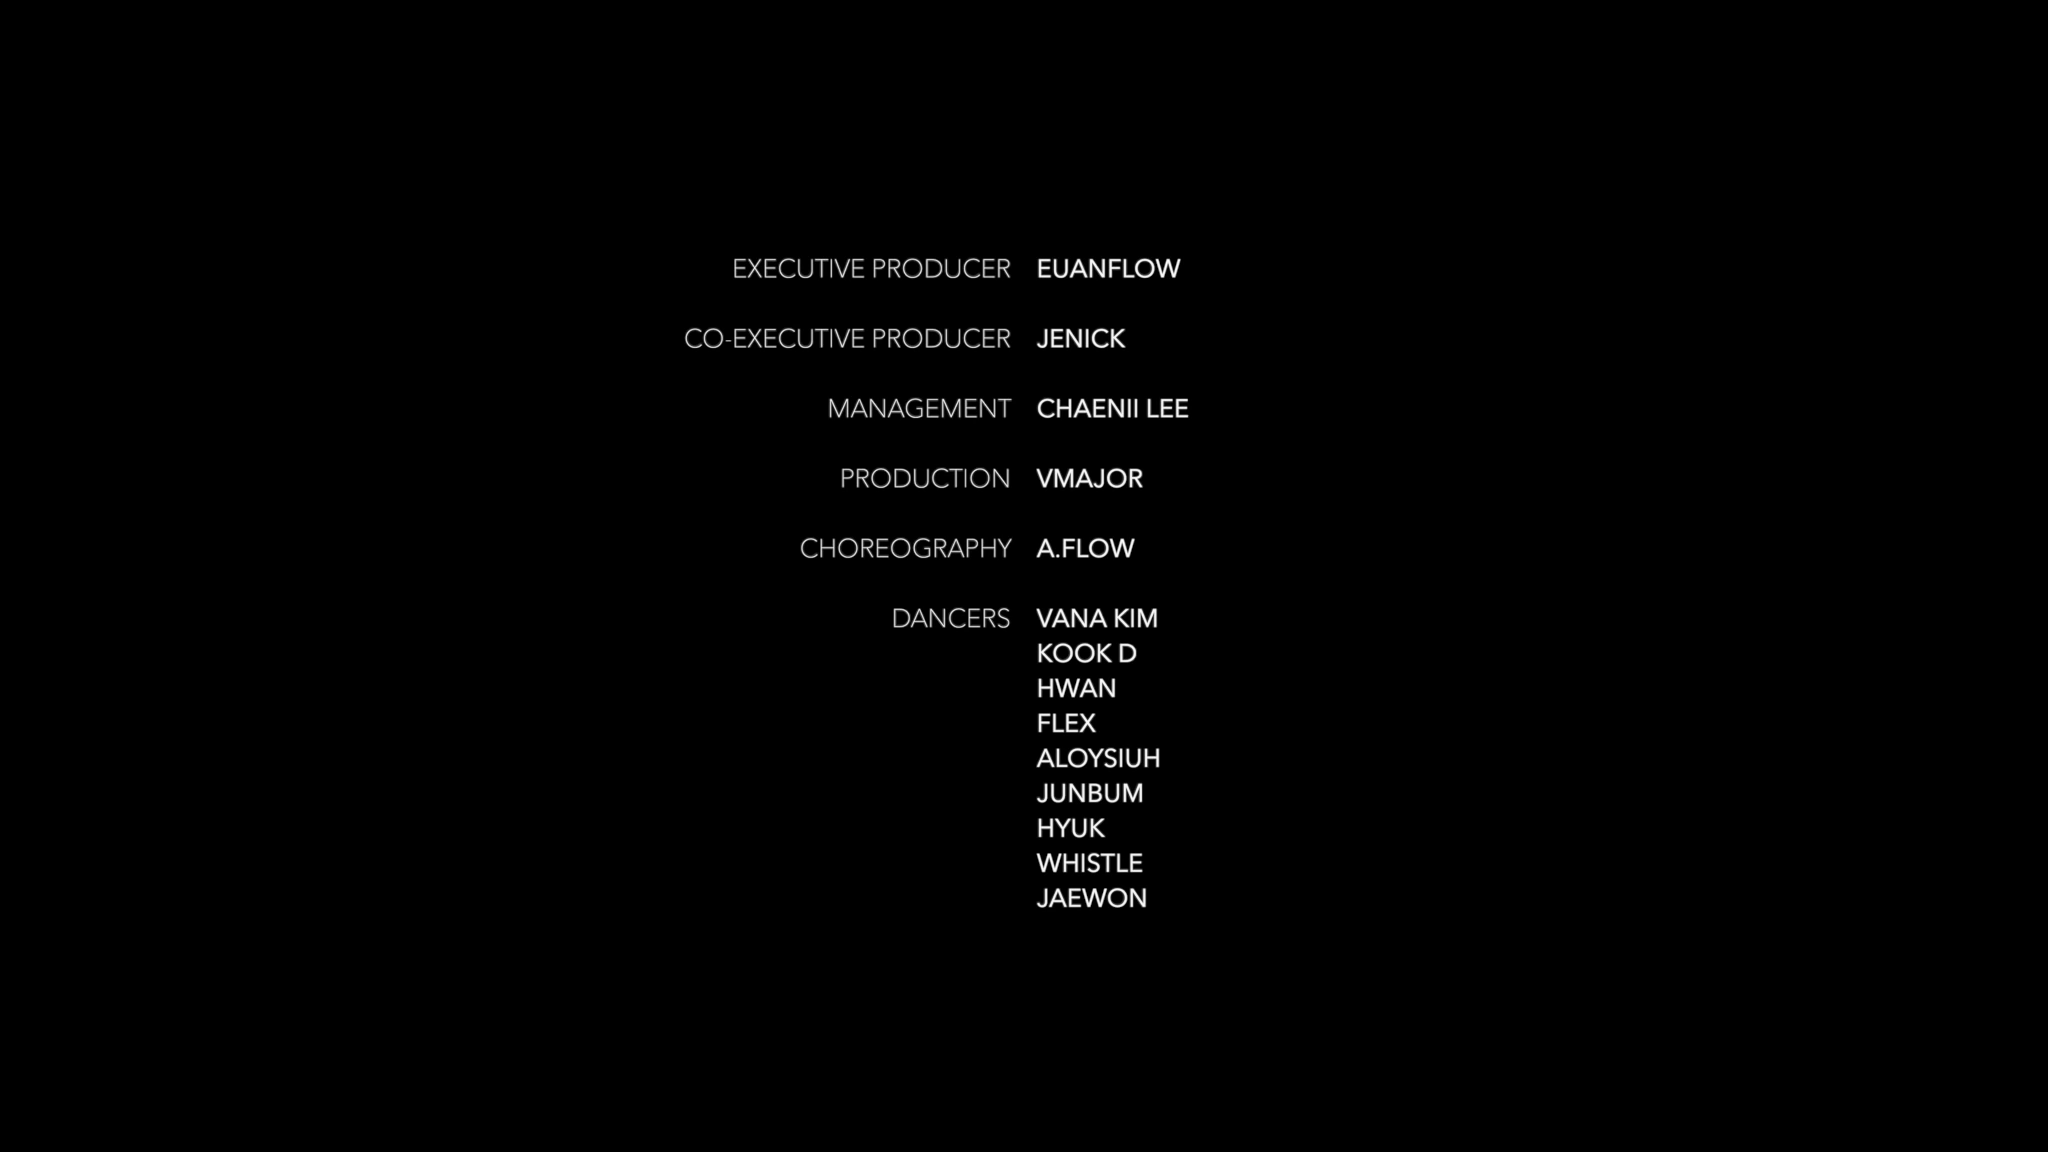 EXECUTIVE PRODUCER EUANFLOW
CO-EXECUTIVE PRODUCER JENICK
MANAGEMENT CHAENII LEE
PRODUCTION VMAJOR
CHOREOGRAPHY A.FLOW
DANCERS VANA KIM
KOOK D
HWAN
FLEX
ALOYSIUH
JUNBUM
HYUK
WHISTLE
JAEWON